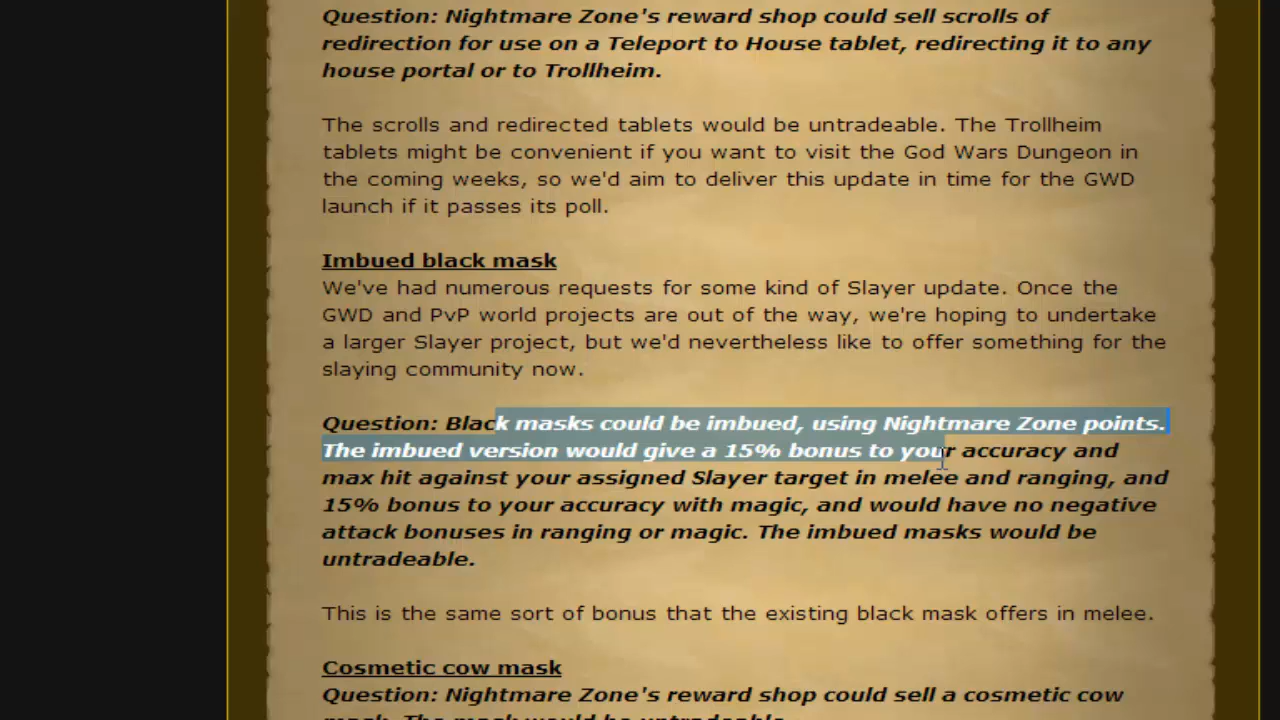 Question: Nightmare Zone's reward shop could sell scrolls of
redirection for use on a Teleport to House tablet, redirecting it to any
house portal or to Trollheim.
The scrolls and redirected tablets would be untradeable. The Trollheim
tablets might be convenient if you want to visit the God Wars Dungeon in
the coming weeks, so we'd aim to deliver this update in time for the GWD
launch if it passes its poll.
Imbued black mask
We've had numerous requests for some kind of Slayer update. Once the
GWD and PvP world projects are out of the way, we're hoping to undertake
a larger Slayer project, but we'd nevertheless like to offer something for the
slaying community now.
Question: Black masks could be imbued, using Nightmare Zone points.
The imbued version would give a 15% bonus to your accuracy and
max hit against your assigned Slayer target in melee and ranging, and
15% bonus to your accuracy with magic, and would have no negative
attack bonuses in ranging or magic. The imbued masks would be
untradeable.
This is the same sort of bonus that the existing black mask offers in melee.
Cosmetic cow mask
Question: Nightmare Zone's reward shop could sell a cosmetic cow
mask. The mask would be untradeable.